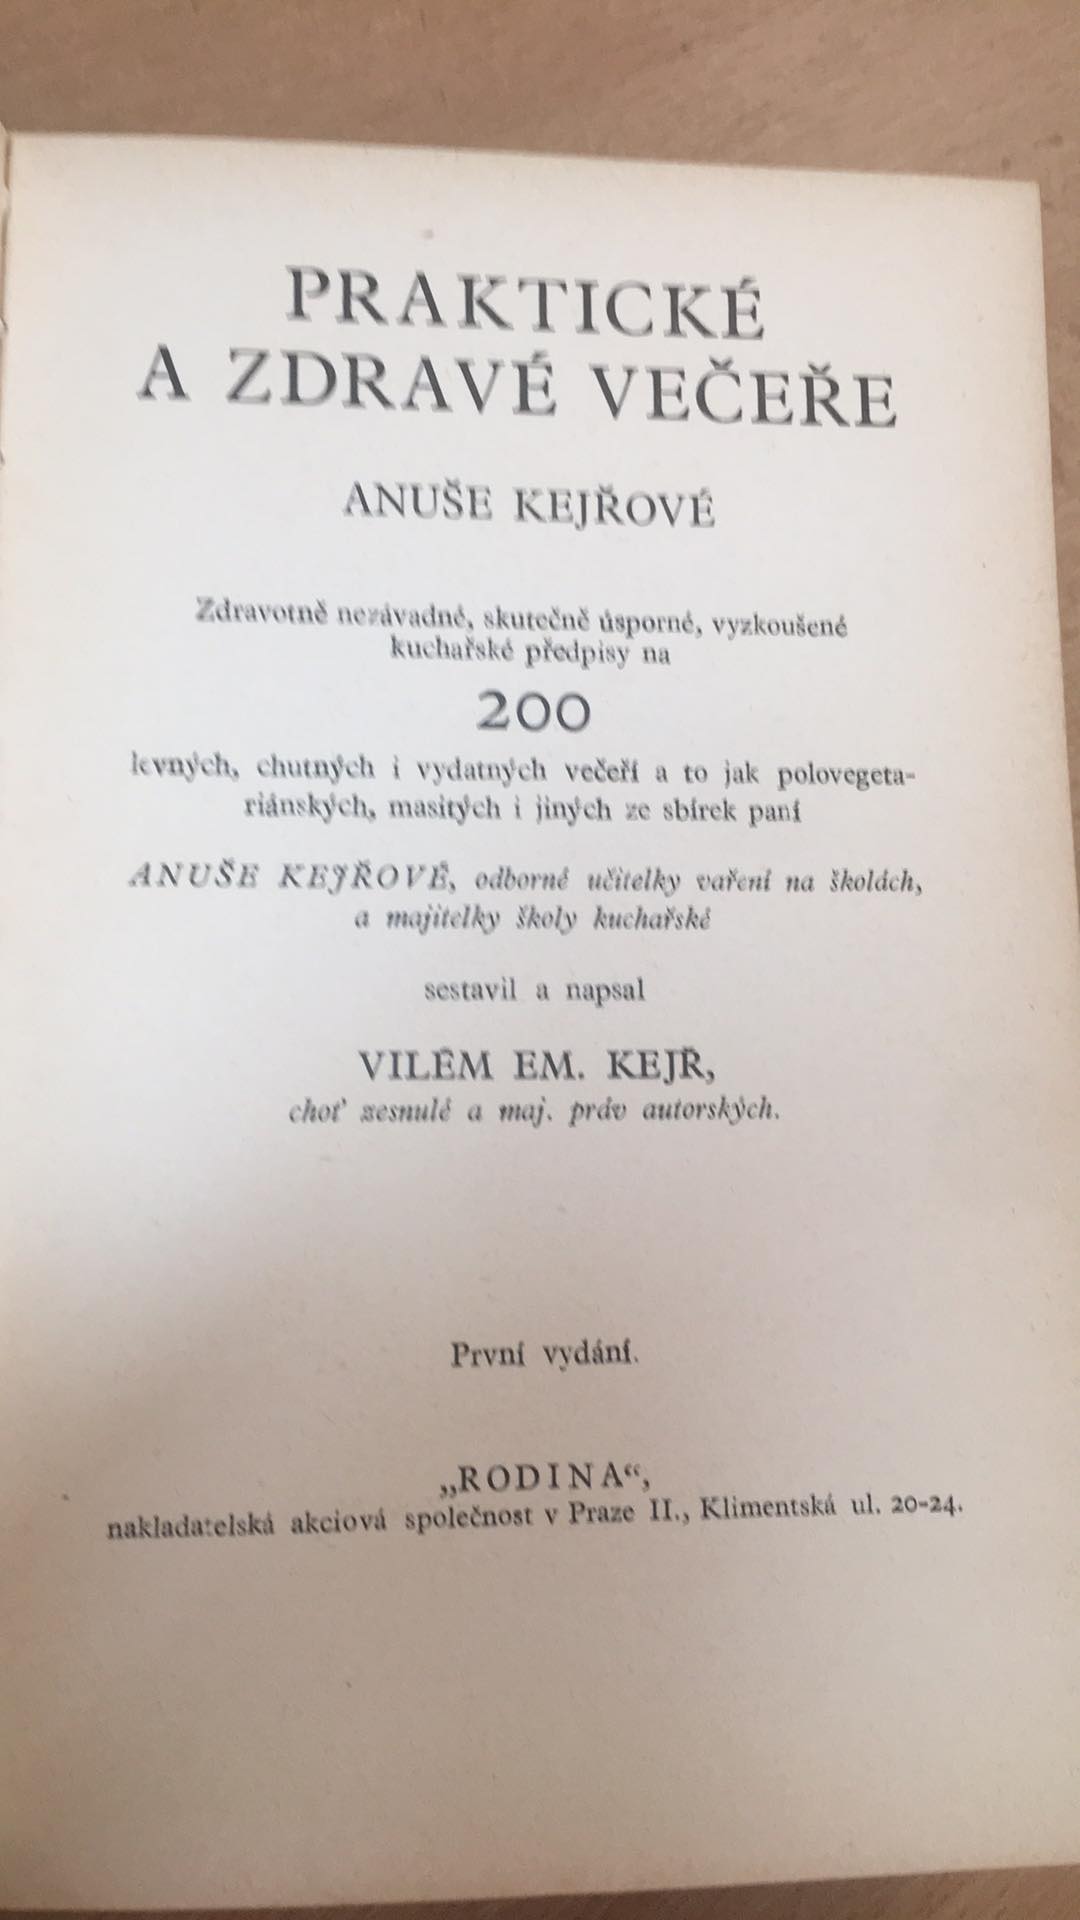 PRAKTICKÉ
A ZDRAVÉ VEČEŘE
ANUŠE KEJŘOVÉ
Zdravotně nezávadné, skutečně úsporné, vyzkoušené
kuchařské předpisy na
200
levných, chutných i vydatných večeří a to jak polovegeta-
riánských, masitých i jiných ze sbírek paní
ANUŠE KEJŘOVÉ, odborné učitelky vaření na školách,
a majitelky školy kuchařské
sestavil a napsal
VILÉM EM. KEJŘ,
choť zesnulé a maj. práv autorských.
První vydání.
„RODINA“,
nakladatelská akciová společnost v Praze II., Klimentská ul. 20-24.